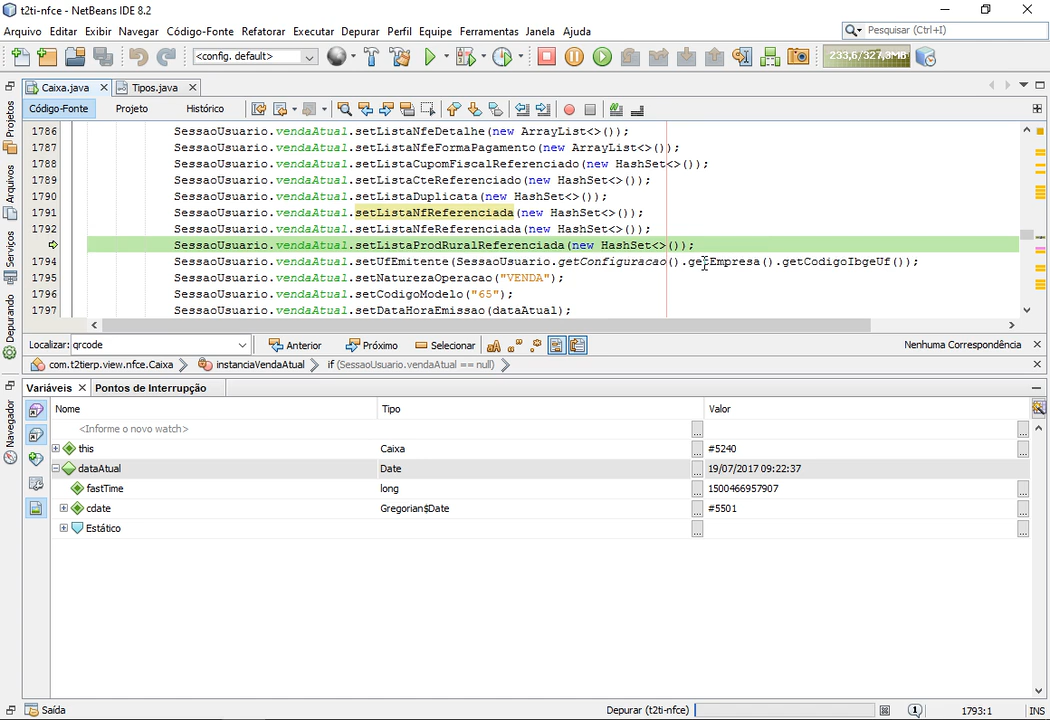 t2ti-nfce - NetBeans IDE 8.2
Arquivo Editar Exibir Navegar Código-Fonte Refatorar Executar Depurar Perfil Equipe Ferramentas Janela Ajuda
Pesquisar (Ctrl+I)
<config. default>
233,6/327,3MB
Caixa.java
Tipos.java
Código-Fonte Projeto Histórico
Projetos
Arquivos
Serviços
Depurando
Navegador
1786 SessaoUsuario.vendaAtual.setListaNfeDetalhe(new ArrayList<>());
1787 SessaoUsuario.vendaAtual.setListaNfeFormaPagamento(new ArrayList<>());
1788 SessaoUsuario.vendaAtual.setListaCupomFiscalReferenciado(new HashSet<>());
1789 SessaoUsuario.vendaAtual.setListaCteReferenciado(new HashSet<>());
1790 SessaoUsuario.vendaAtual.setListaDuplicata(new HashSet<>());
1791 SessaoUsuario.vendaAtual.setListaNfReferenciada(new HashSet<>());
1792 SessaoUsuario.vendaAtual.setListaNfeReferenciada(new HashSet<>());
SessaoUsuario.vendaAtual.setListaProdRuralReferenciada(new HashSet<>());
1794 SessaoUsuario.vendaAtual.setUfEmitente(SessaoUsuario.getConfiguracao().getEmpresa().getCodigoIbgeUf());
1795 SessaoUsuario.vendaAtual.setNaturezaOperacao("VENDA");
1796 SessaoUsuario.vendaAtual.setCodigoModelo("65");
1797 SessaoUsuario.vendaAtual.setDataHoraEmissao(dataAtual);
Localizar: qrcode Anterior Próximo Selecionar Nenhuma Correspondência
com.t2tierp.view.nfce.Caixa instanciaVendaAtual if (SessaoUsuario.vendaAtual == null)
Variáveis Pontos de Interrupção
Nome Tipo Valor
<Informe o novo watch>
this Caixa #5240
dataAtual Date 19/07/2017 09:22:37
fastTime long 1500466957907
cdate Gregorian$Date #5501
Estático
Saída Depurar (t2ti-nfce) 1793:1 INS